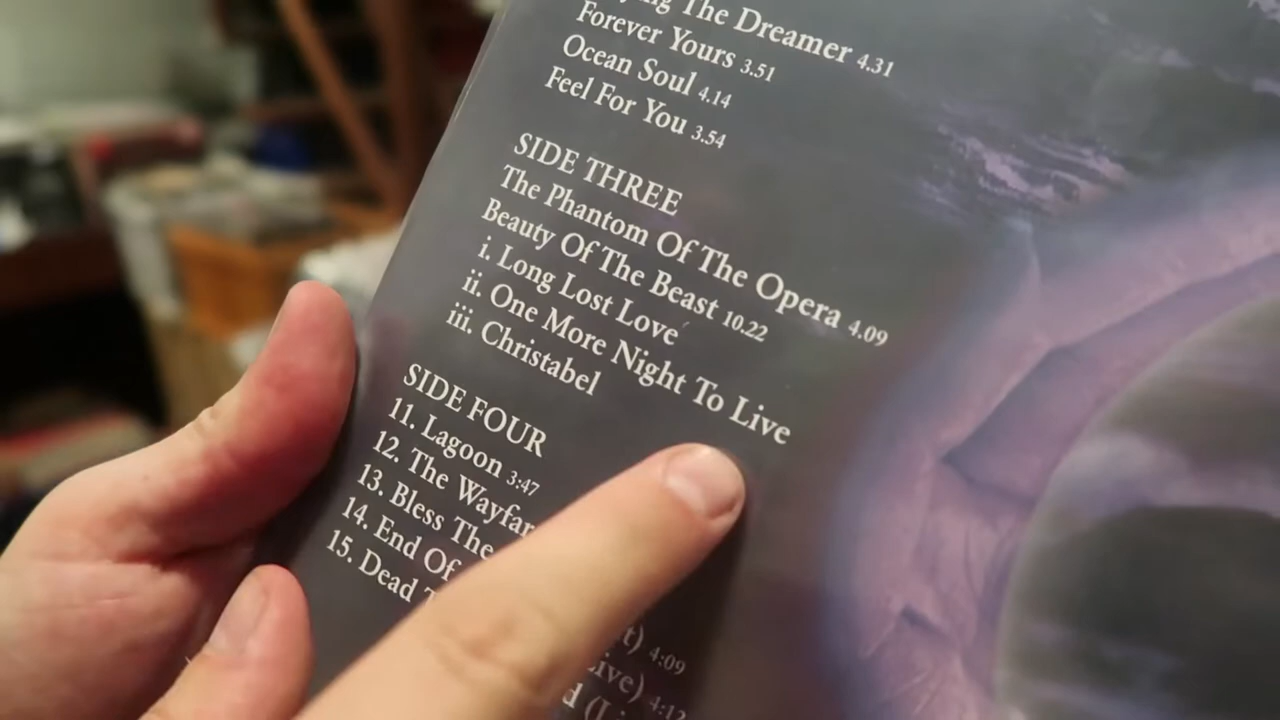 The Dreamer 4.31
Forever Yours 3.51
Ocean Soul 4.14
Feel For You 3.54
SIDE THREE
The Phantom Of The Opera 4.09
Beauty Of The Beast 10.22
i. Long Lost Love
ii. One More Night To Live
iii. Christabel
SIDE FOUR
11. Lagoon 3:47
12. The
13. Bless The
14. End Of
15. Dead
4:09
4:12